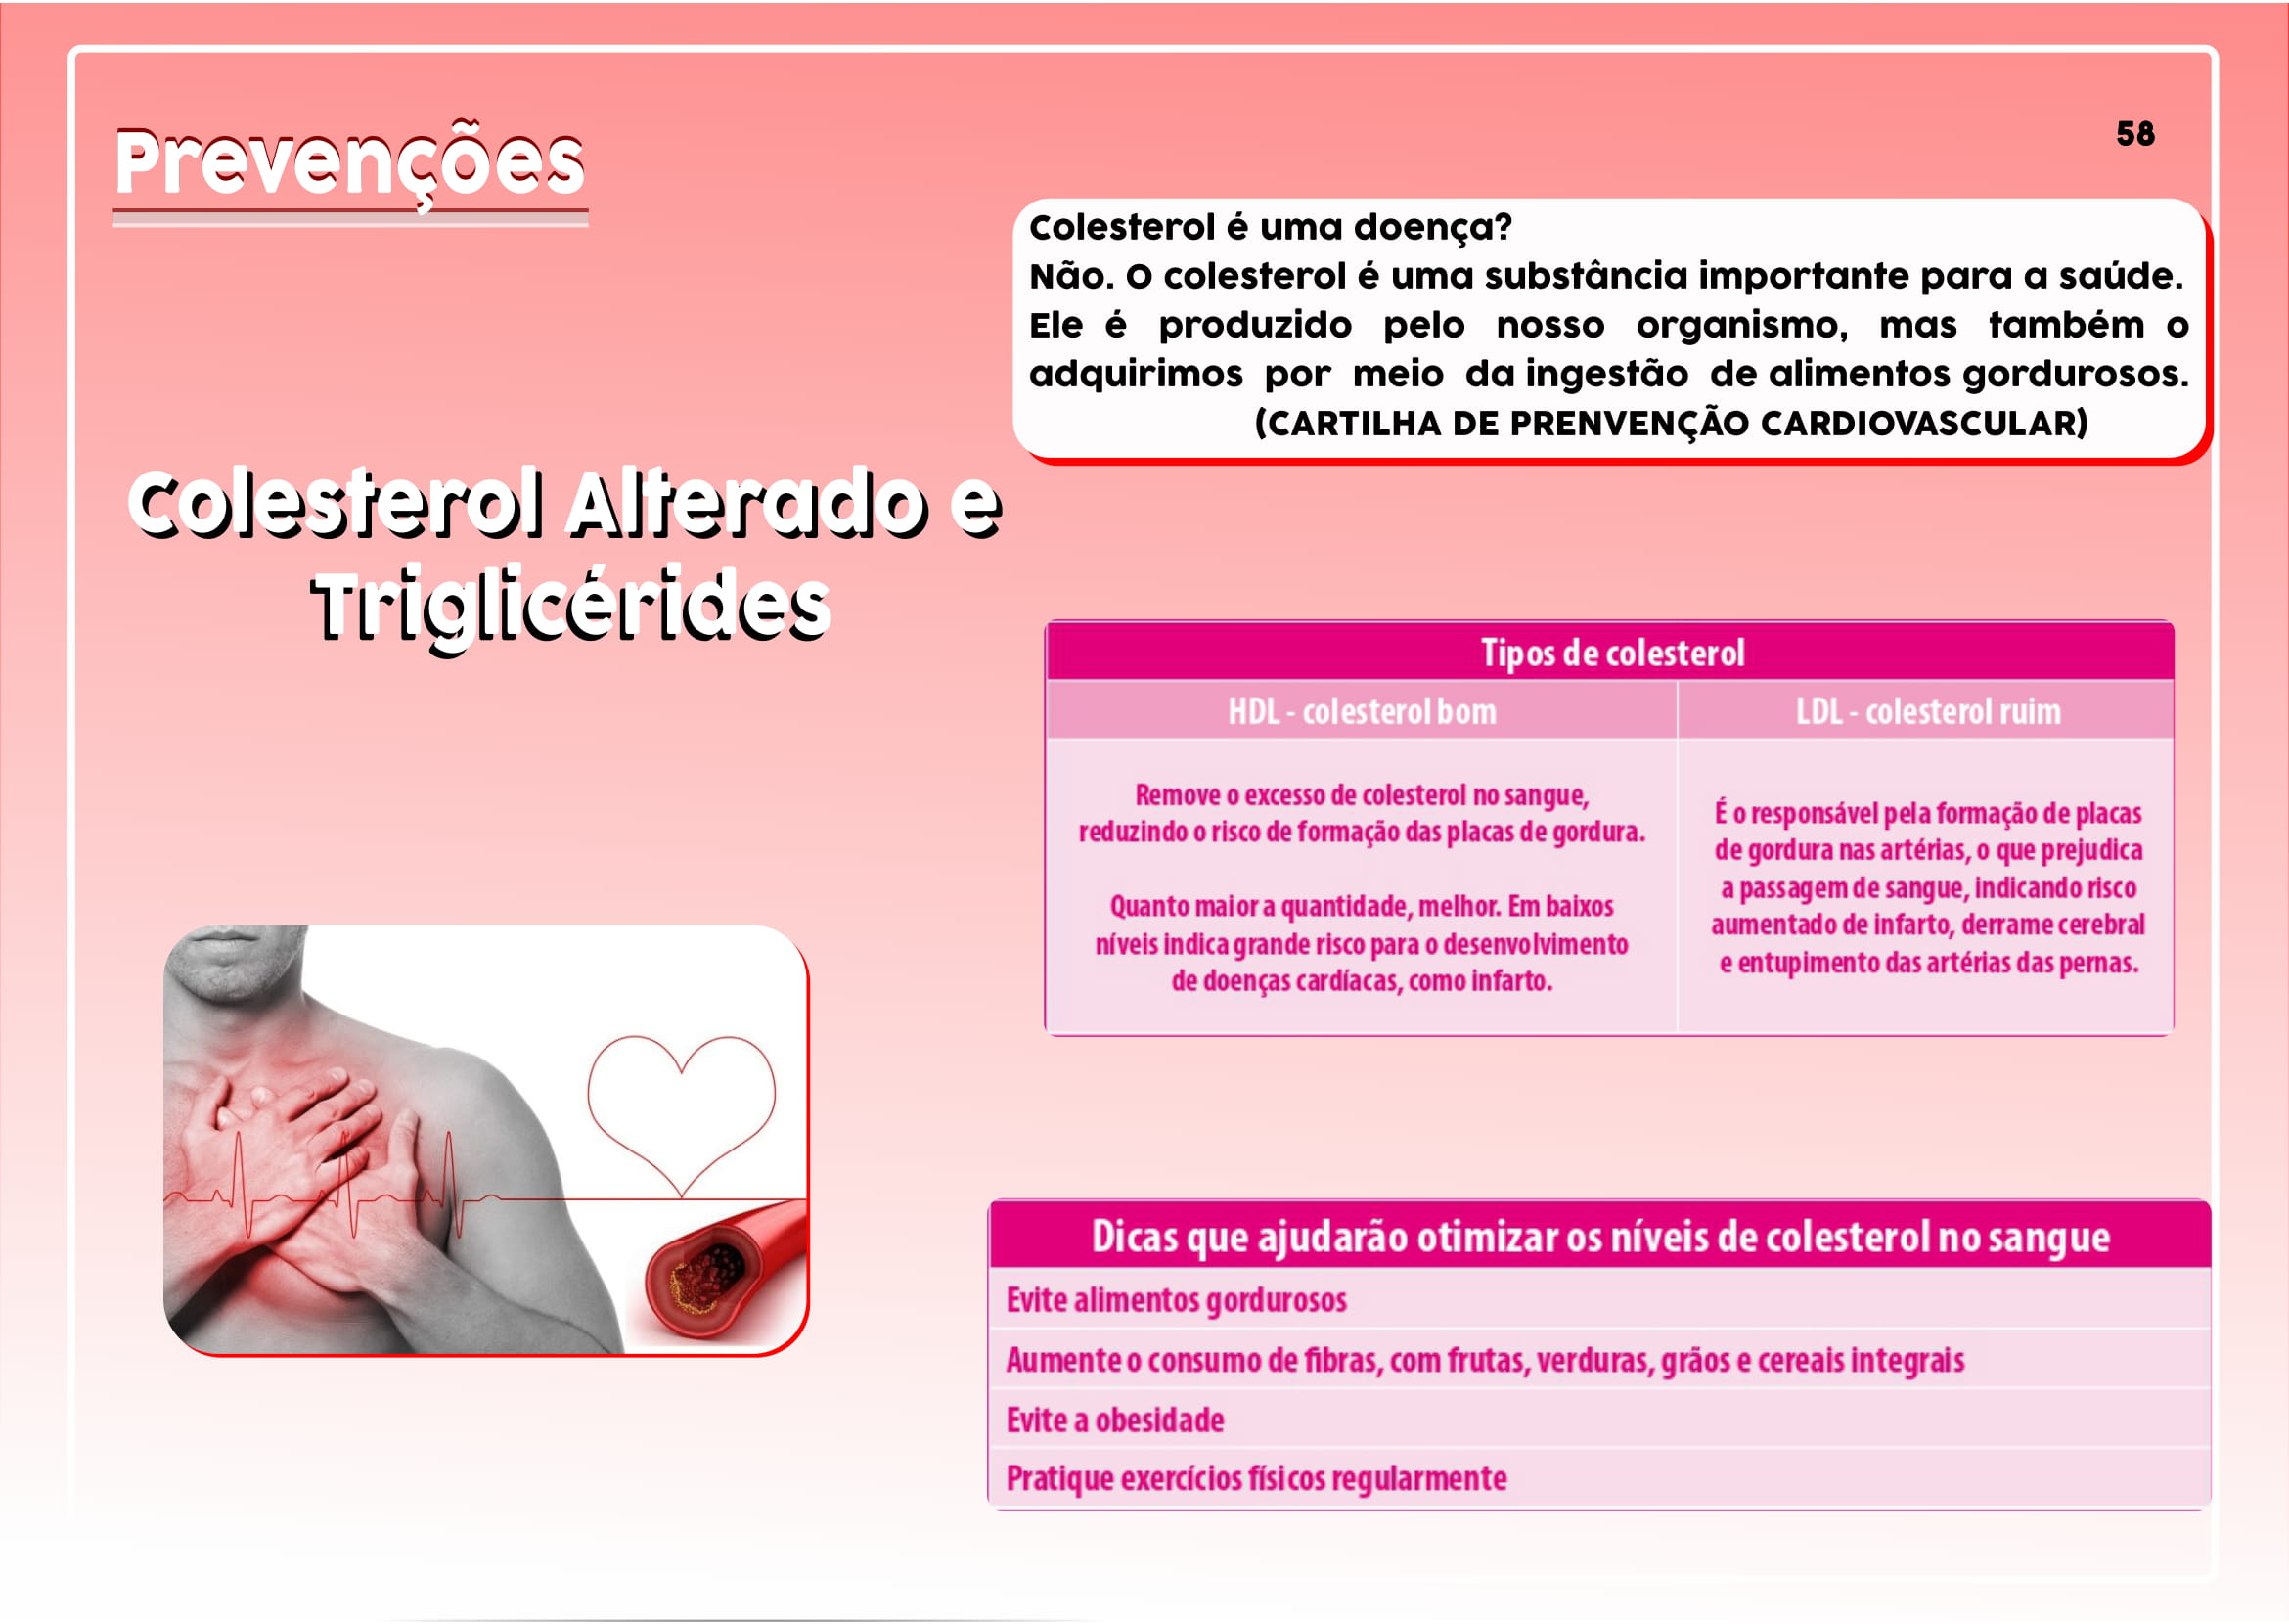 Prevenções
58
Colesterol é uma doença?
Não. O colesterol é uma substância importante para a saúde.
Ele é produzido pelo nosso organismo, mas também o
adquirimos por meio da ingestão de alimentos gordurosos.
(CARTILHA DE PRENVENÇÃO CARDIOVASCULAR)
Colesterol Alterado e
Triglicérides
Tipos de colesterol
HDL - colesterol bom
Remove o excesso de colesterol no sangue,
reduzindo o risco de formação das placas de gordura.
Quanto maior a quantidade, melhor. Em baixos
níveis indica grande risco para o desenvolvimento
de doenças cardíacas, como infarto.
LDL - colesterol ruim
É o responsável pela formação de placas
de gordura nas artérias, o que prejudica
a passagem de sangue, indicando risco
aumentado de infarto, derrame cerebral
e entupimento das artérias das pernas.
Dicas que ajudarão otimizar os níveis de colesterol no sangue
Evite alimentos gordurosos
Aumente o consumo de fibras, com frutas, verduras, grãos e cereais integrais
Evite a obesidade
Pratique exercícios físicos regularmente